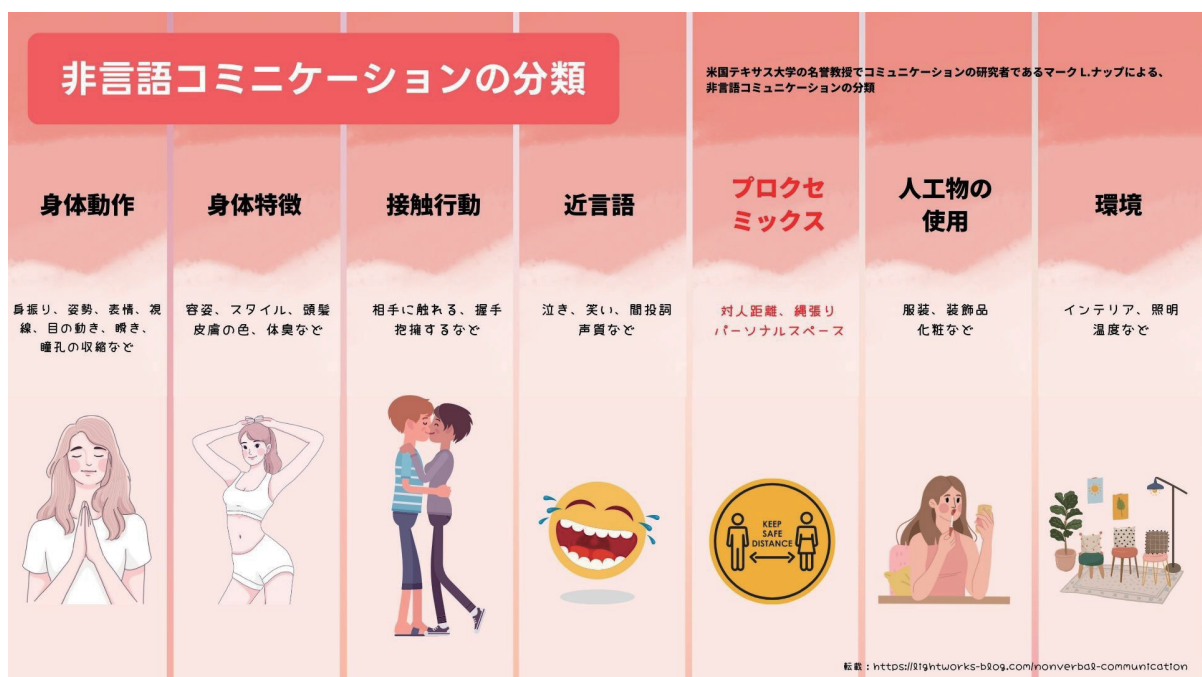 非言語コミニケーションの分類
米国テキサス大学の名誉教授でコミュニケーションの研究者であるマーク L.ナップによる、
非言語コミュニケーションの分類
身体動作
身振り、姿勢、表情、視
線、目の動き、瞬き、
瞳孔の収縮など
身体特徴
容姿、スタイル、頭髪
皮膚の色、体臭など
接触行動
相手に触れる、握手
抱擁するなど
近言語
泣き、笑い、間投詞
声質など
プロクセ
ミックス
対人距離、縄張り
パーソナルスペース
KEEP
SAFE
DISTANCE
人工物の
使用
服装、装飾品
化粧など
環境
インテリア、照明
温度など
転載：https://lightworks-blog.com/nonverbal-communication